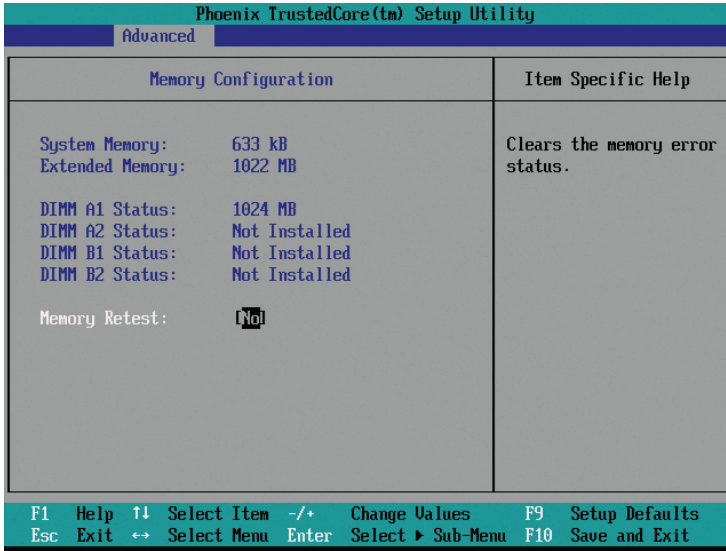 Phoenix TrustedCore(tm) Setup Utility
Advanced
Memory Configuration
Item Specific Help
System Memory: 633 kB
Extended Memory: 1022 MB
DIMM A1 Status: 1024 MB
DIMM A2 Status: Not Installed
DIMM B1 Status: Not Installed
DIMM B2 Status: Not Installed
Memory Retest: [No]
Clears the memory error
status.
F1 Help ↑↓ Select Item -/+ Change Values F9 Setup Defaults
Esc Exit ↔ Select Menu Enter Select ▶ Sub-Menu F10 Save and Exit